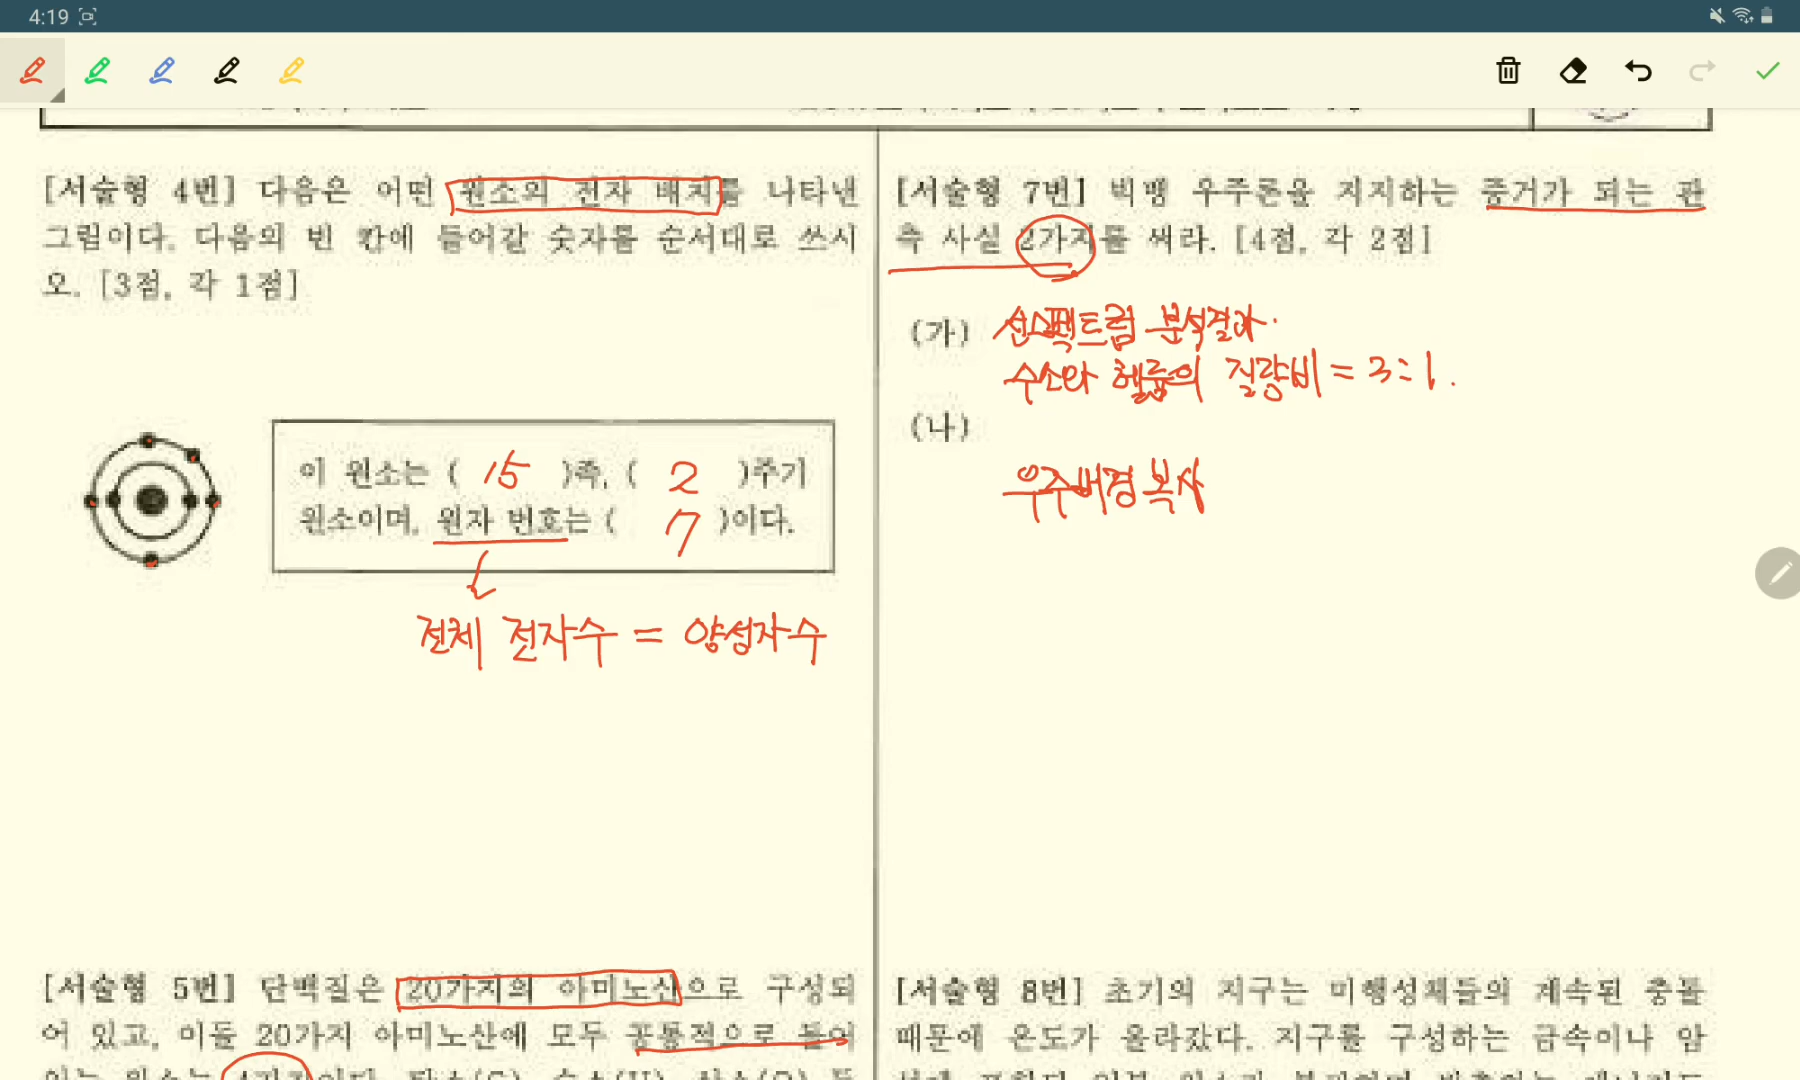 4:19
[서술형 4번] 다음은 어떤 원소의 전자 배치를 나타낸
그림이다. 다음의 빈 칸에 들어갈 숫자를 순서대로 쓰시
오. [3점, 각 1점]
이 원소는 ( 15 )족, ( 2 )주기
원소이며, 원자 번호는 ( 7 )이다.
전체 전자수 = 양성자수
[서술형 5번] 단백질은 20가지의 아미노산으로 구성되
어 있고, 이들 20가지 아미노산에 모두 공통적으로 들어
[서술형 7번] 빅뱅 우주론을 지지하는 증거가 되는 관
측 사실 2가지를 써라. [4점, 각 2점]
(가) 선스펙트럼 분석결과.
수소와 헬륨의 질량비 = 3:1.
(나)
우주배경복사
[서술형 8번] 초기의 지구는 미행성체들의 계속된 충돌
때문에 온도가 올라갔다. 지구를 구성하는 금속이나 암